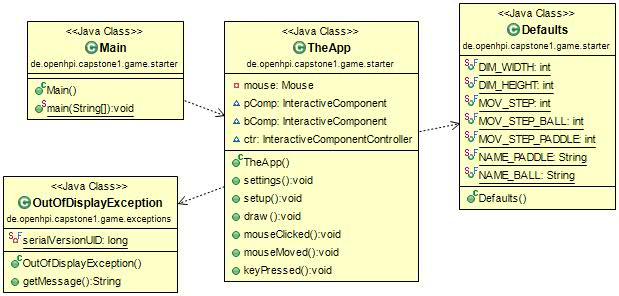 <<Java Class>>
Main
de.openhpi.capstone1.game.starter
Main()
main(String[]):void
<<Java Class>>
TheApp
de.openhpi.capstone1.game.starter
mouse: Mouse
pComp: InteractiveComponent
bComp: InteractiveComponent
ctr: InteractiveComponentController
TheApp()
settings():void
setup():void
draw():void
mouseClicked():void
mouseMoved():void
keyPressed():void
<<Java Class>>
Defaults
de.openhpi.capstone1.game.starter
DIM_WIDTH: int
DIM_HEIGHT: int
MOV_STEP: int
MOV_STEP_BALL: int
MOV_STEP_PADDLE: int
NAME_PADDLE: String
NAME_BALL: String
Defaults()
<<Java Class>>
OutOfDisplayException
de.openhpi.capstone1.game.exceptions
serialVersionUID: long
OutOfDisplayException()
getMessage():String